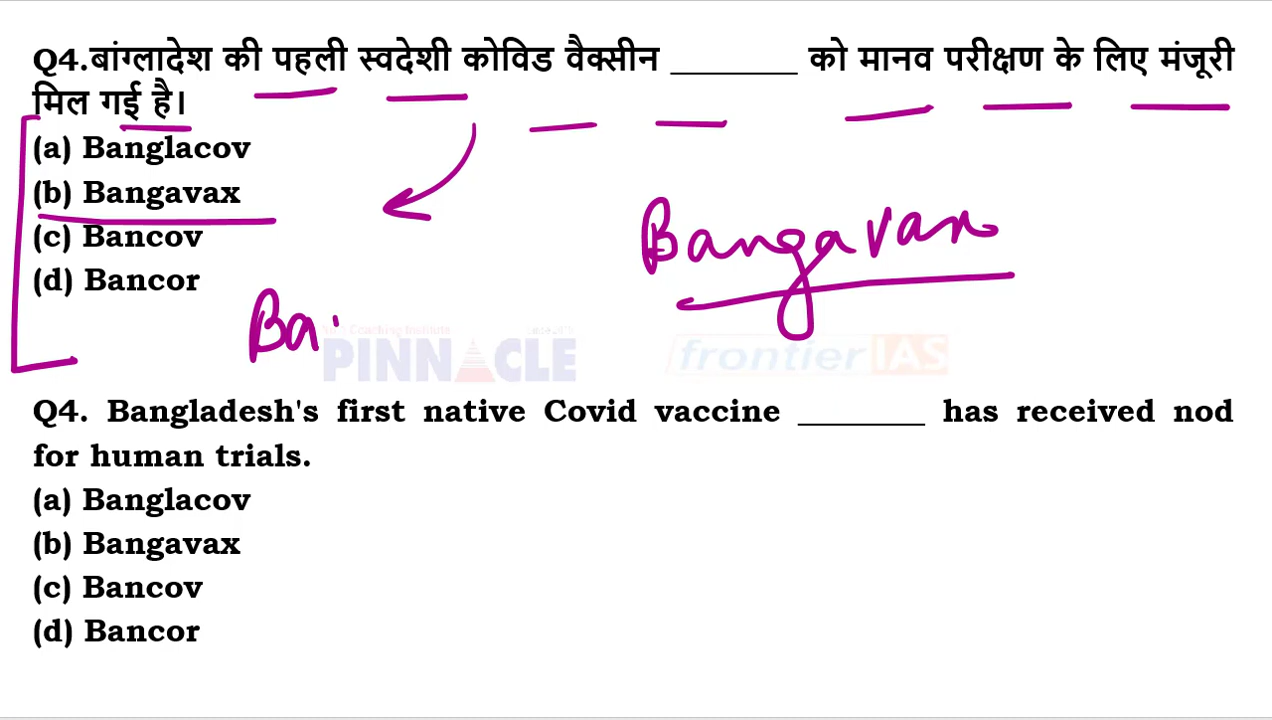 Q4.बांग्लादेश की पहली स्वदेशी कोविड वैक्सीन ________ को मानव परीक्षण के लिए मंजूरी
मिल गई है।
(a) Banglacov
(b) Bangavax
(c) Bancov
(d) Bancor
Bangavax
Ba
PINNACLE
frontier IAS
Q4. Bangladesh's first native Covid vaccine ________ has received nod
for human trials.
(a) Banglacov
(b) Bangavax
(c) Bancov
(d) Bancor